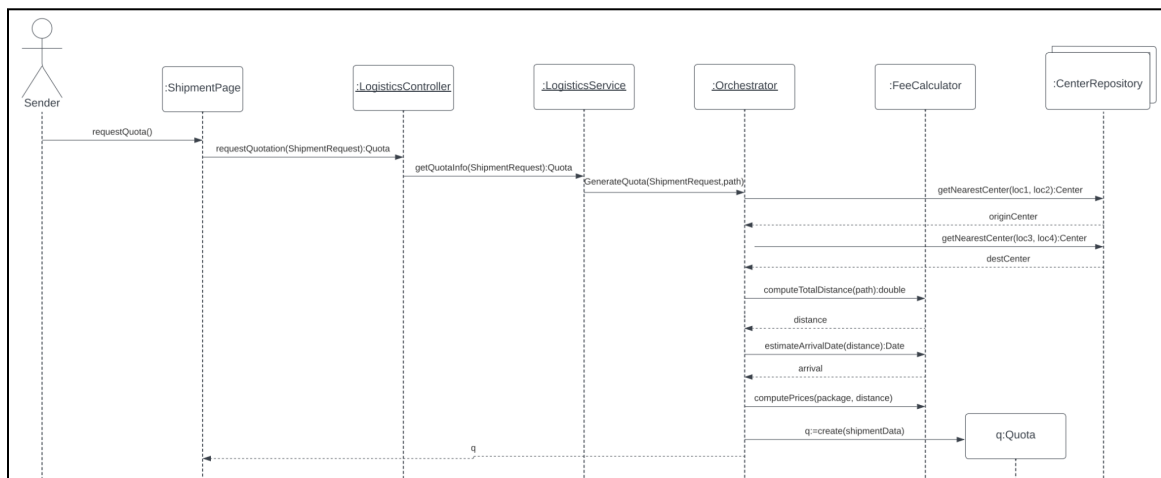 Sender
:ShipmentPage
:LogisticsController
:LogisticsService
:Orchestrator
:FeeCalculator
:CenterRepository
requestQuota()
requestQuotation(ShipmentRequest):Quota
getQuotaInfo(ShipmentRequest):Quota
GenerateQuota(ShipmentRequest,path)
getNearestCenter(loc1, loc2):Center
originCenter
getNearestCenter(loc3, loc4):Center
destCenter
computeTotalDistance(path):double
distance
estimateArrivalDate(distance):Date
arrival
computePrices(package, distance)
q:=create(shipmentData)
q:Quota
q